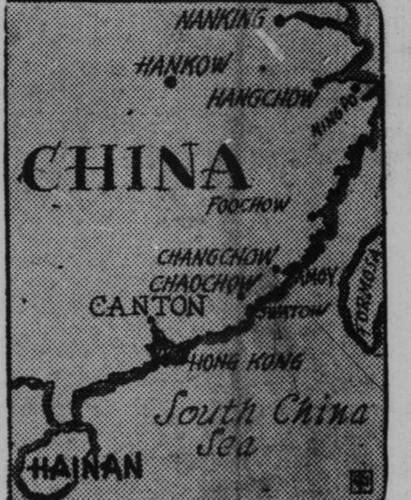 NANKING
HANKOW
HANGCHOW
NINGPO
CHINA
FOOCHOW
CHANGCHOW
AMOY
CHAOCHOW
FORMOSA
CANTON
SWATOW
HONG KONG
South China
Sea
HAINAN